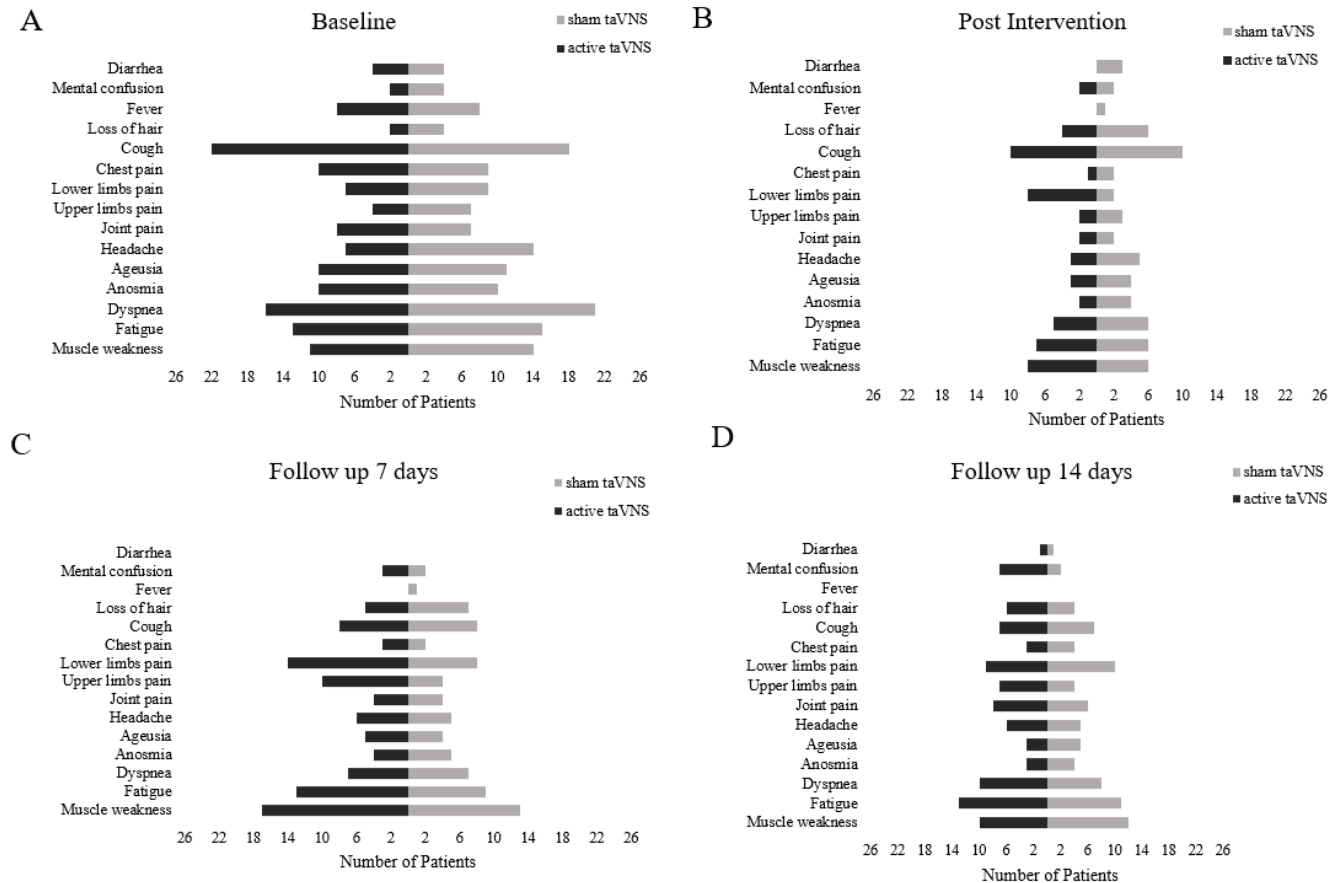 A
Baseline
sham taVNS
active taVNS
Diarrhea
Mental confusion
Fever
Loss of hair
Cough
Chest pain
Lower limbs pain
Upper limbs pain
Joint pain
Headache
Ageusia
Anosmia
Dyspnea
Fatigue
Muscle weakness
26 22 18 14 10 6 2 2 6 10 14 18 22 26
Number of Patients
B
Post Intervention
sham taVNS
active taVNS
Diarrhea
Mental confusion
Fever
Loss of hair
Cough
Chest pain
Lower limbs pain
Upper limbs pain
Joint pain
Headache
Ageusia
Anosmia
Dyspnea
Fatigue
Muscle weakness
26 22 18 14 10 6 2 2 6 10 14 18 22 26
Number of Patients
C
Follow up 7 days
sham taVNS
active taVNS
Diarrhea
Mental confusion
Fever
Loss of hair
Cough
Chest pain
Lower limbs pain
Upper limbs pain
Joint pain
Headache
Ageusia
Anosmia
Dyspnea
Fatigue
Muscle weakness
26 22 18 14 10 6 2 2 6 10 14 18 22 26
Number of Patients
D
Follow up 14 days
sham taVNS
active taVNS
Diarrhea
Mental confusion
Fever
Loss of hair
Cough
Chest pain
Lower limbs pain
Upper limbs pain
Joint pain
Headache
Ageusia
Anosmia
Dyspnea
Fatigue
Muscle weakness
26 22 18 14 10 6 2 2 6 10 14 18 22 26
Number of Patients